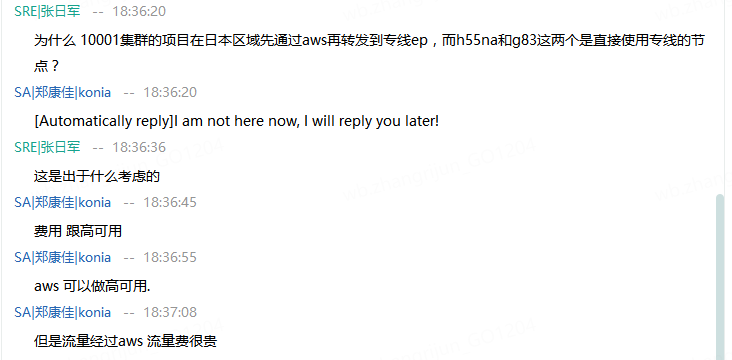 SRE|张日军 -- 18:36:20
为什么 10001集群的项目在日本区域先通过aws再转发到专线ep，而h55na和g83这两个是直接使用专线的节
点？
SA|郑康佳|konia -- 18:36:20
[Automatically reply]I am not here now, I will reply you later!
SRE|张日军 -- 18:36:36
这是出于什么考虑的
SA|郑康佳|konia -- 18:36:45
费用 跟高可用
SA|郑康佳|konia -- 18:36:55
aws 可以做高可用.
SA|郑康佳|konia -- 18:37:08
但是流量经过aws 流量费很贵